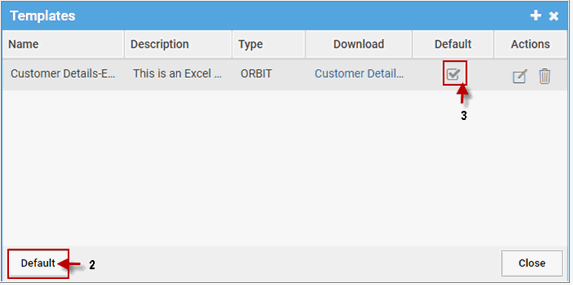 Templates
Name Description Type Download Default Actions
Customer Details-E... This is an Excel ... ORBIT Customer Detail...
3
Default 2 Close